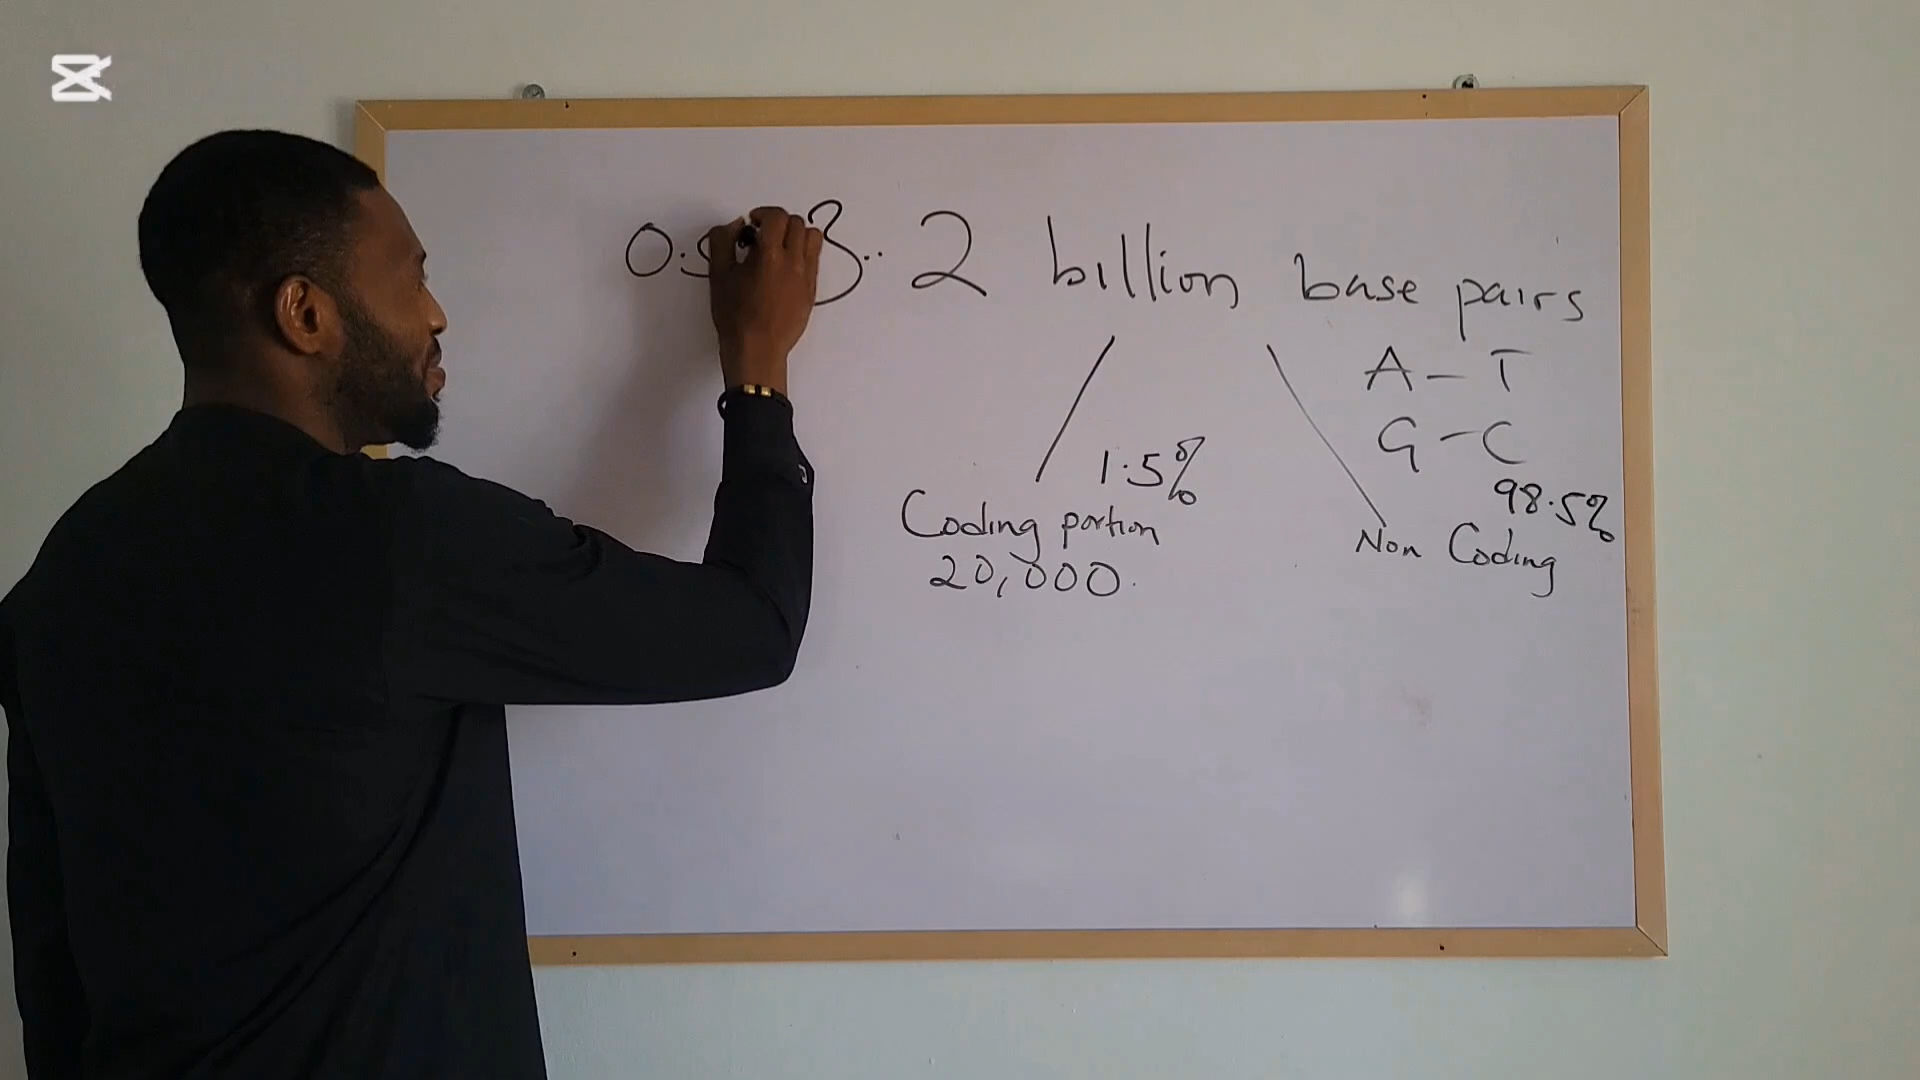 3.2 billion base pairs
A - T
G - C
1.5%
98.5%
Coding portion
Non Coding
20,000